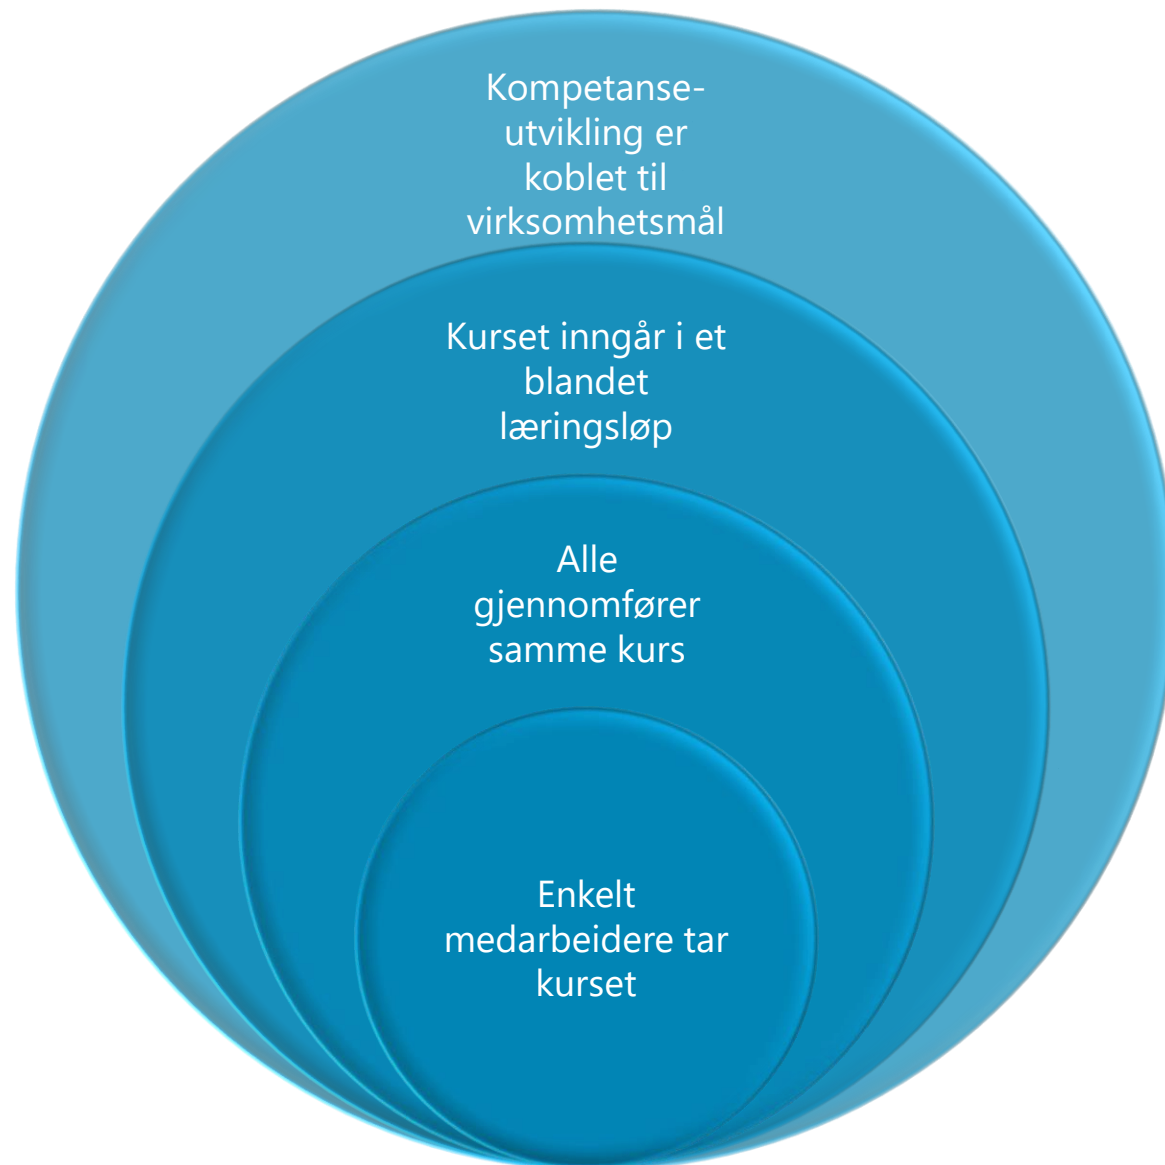 Kompetanse-
utvikling er
koblet til
virksomhetsmål
Kurset inngår i et
blandet
læringsløp
Alle
gjennomfører
samme kurs
Enkelt
medarbeidere tar
kurset